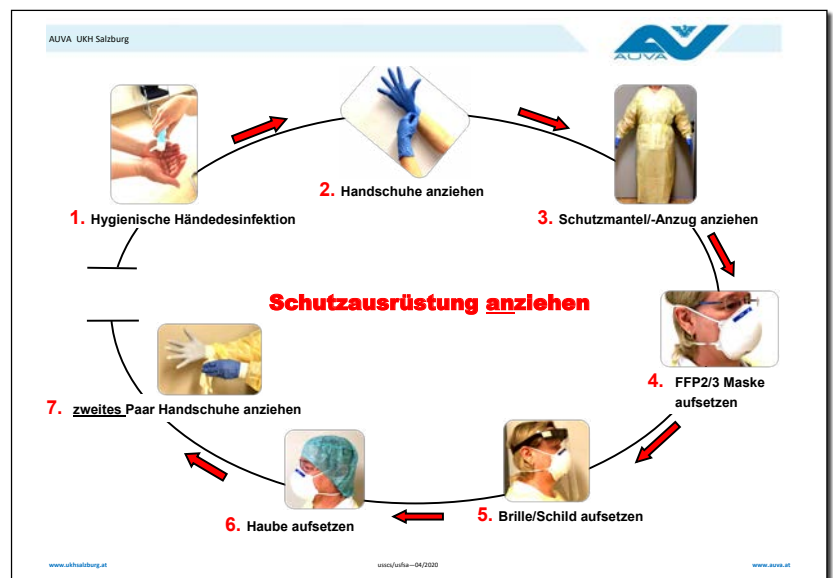 AUVA UKH Salzburg
AUVA
1. Hygienische Händedesinfektion
2. Handschuhe anziehen
3. Schutzmantel/-Anzug anziehen
Schutzausrüstung anziehen
4. FFP2/3 Maske
aufsetzen
7. zweites Paar Handschuhe anziehen
5. Brille/Schild aufsetzen
6. Haube aufsetzen
www.ukhsalzburg.at
usscs/usfsa—04/2020
www.auva.at